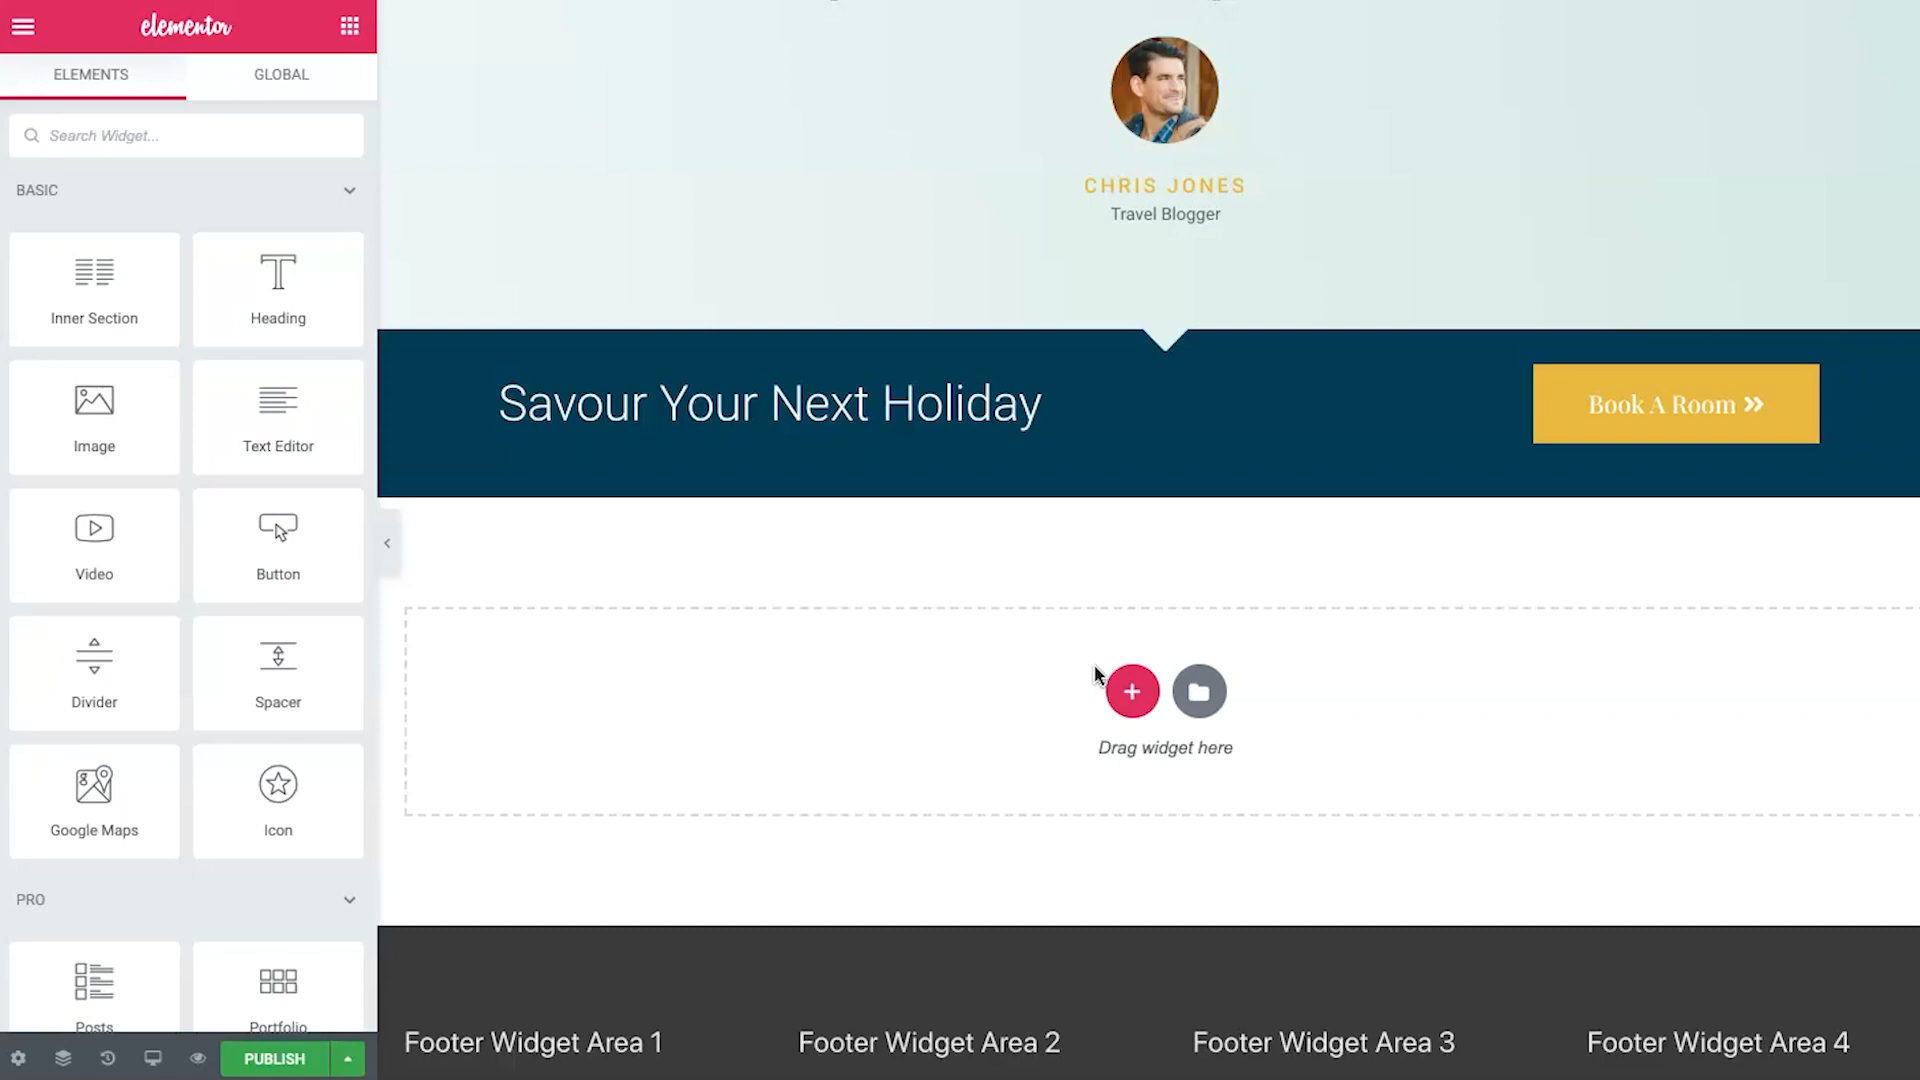 elementor
ELEMENTS
GLOBAL
Search Widget...
BASIC
Inner Section
Heading
Image
Text Editor
Video
Button
Divider
Spacer
Google Maps
Icon
PRO
Posts
Portfolio
PUBLISH
CHRIS JONES
Travel Blogger
Savour Your Next Holiday
Book A Room »
Drag widget here
Footer Widget Area 1
Footer Widget Area 2
Footer Widget Area 3
Footer Widget Area 4